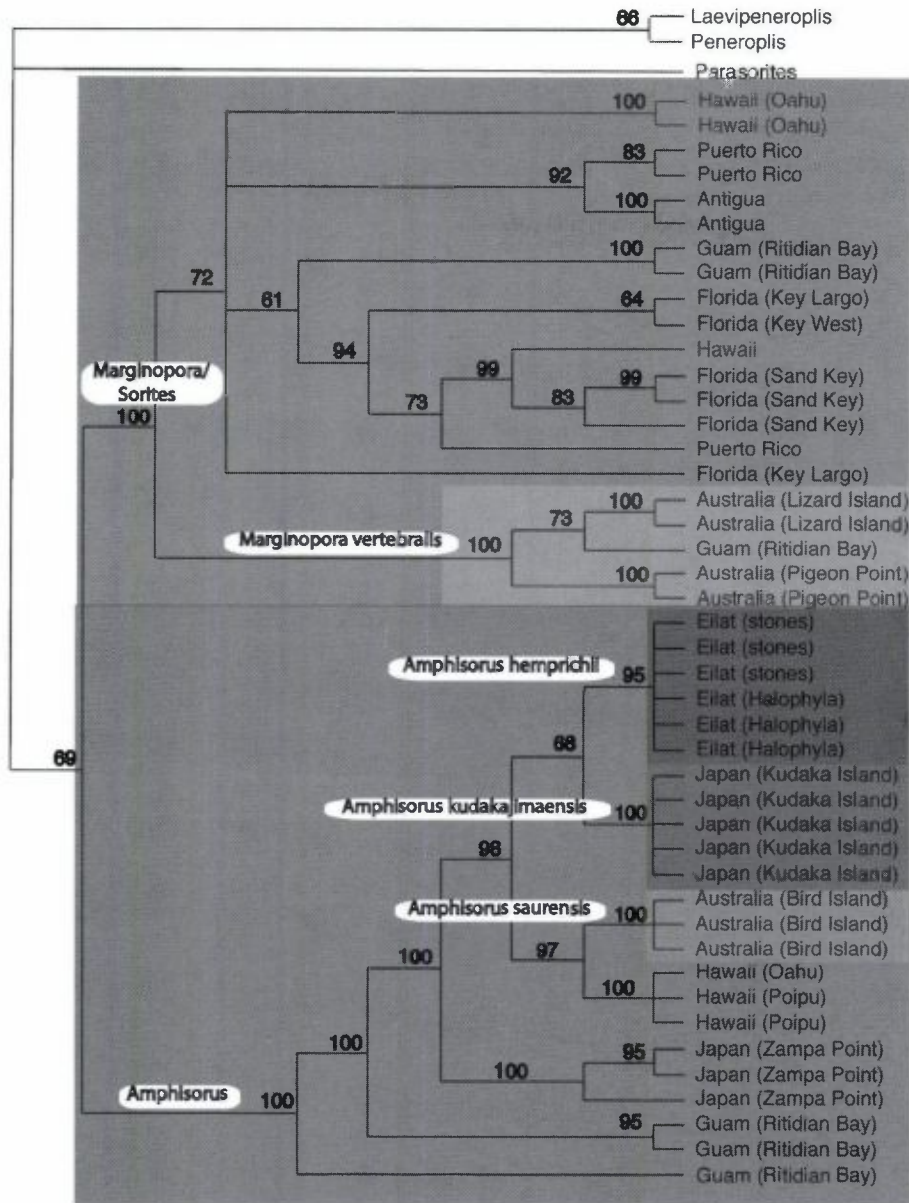 66 Laevipeneroplis
Peneroplis
Parasorites
100 Hawaii (Oahu)
Hawaii (Oahu)
83 Puerto Rico
92 Puerto Rico
100 Antigua
Antigua
100 Guam (Ritidian Bay)
72 Guam (Ritidian Bay)
61 64 Florida (Key Largo)
Florida (Key West)
94 Hawaii
Marginopora/ 99 99 Florida (Sand Key)
Sorites 73 83 Florida (Sand Key)
100 Florida (Sand Key)
Puerto Rico
Florida (Key Largo)
100 Australia (Lizard Island)
73 Australia (Lizard Island)
Marginopora vertebralis 100 Guam (Ritidian Bay)
100 Australia (Pigeon Point)
Australia (Pigeon Point)
Eilat (stones)
Eilat (stones)
Amphisorus hemprichii 95 Eilat (stones)
Eilat (Halophyla)
Eilat (Halophyla)
69 68 Eilat (Halophyla)
Japan (Kudaka Island)
Amphisorus kudakajimaensis Japan (Kudaka Island)
100 Japan (Kudaka Island)
98 Japan (Kudaka Island)
Japan (Kudaka Island)
Amphisorus saurensis 100 Australia (Bird Island)
Australia (Bird Island)
100 97 Australia (Bird Island)
Hawaii (Oahu)
100 Hawaii (Poipu)
Hawaii (Poipu)
100 95 Japan (Zampa Point)
100 Japan (Zampa Point)
Japan (Zampa Point)
Amphisorus 100 95 Guam (Ritidian Bay)
Guam (Ritidian Bay)
Guam (Ritidian Bay)